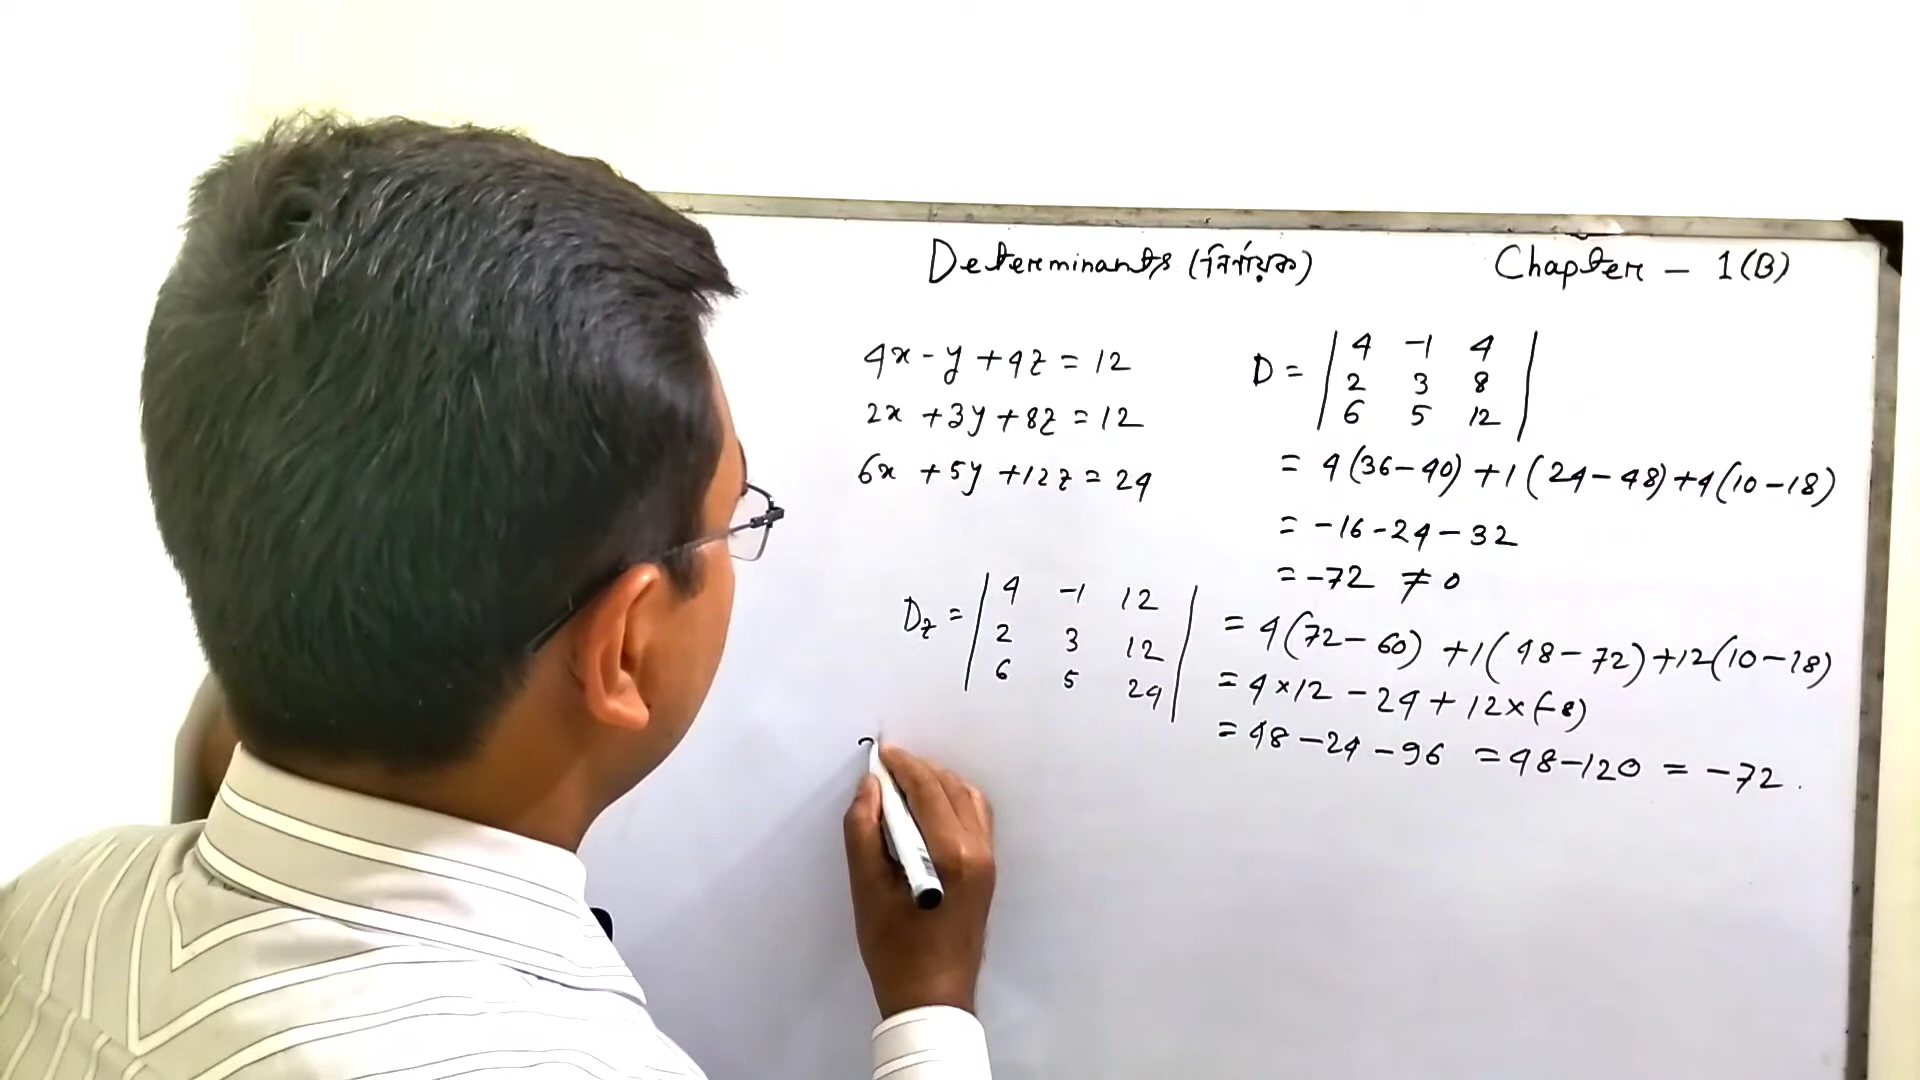 Determinants (নির্ণায়ক) Chapter - 1(B)
4x - y + 4z = 12
2x + 3y + 8z = 12
6x + 5y + 12z = 24
D = | 4 -1 4 |
| 2 3 8 |
| 6 5 12 |
= 4(36-40) + 1(24-48) + 4(10-18)
= -16-24-32
= -72 ≠ 0
Dz = | 4 -1 12 |
| 2 3 12 |
| 6 5 24 |
= 4(72-60) + 1(48-72) + 12(10-18)
= 4×12 - 24 + 12×(-8)
= 48 - 24 - 96 = 48-120 = -72.